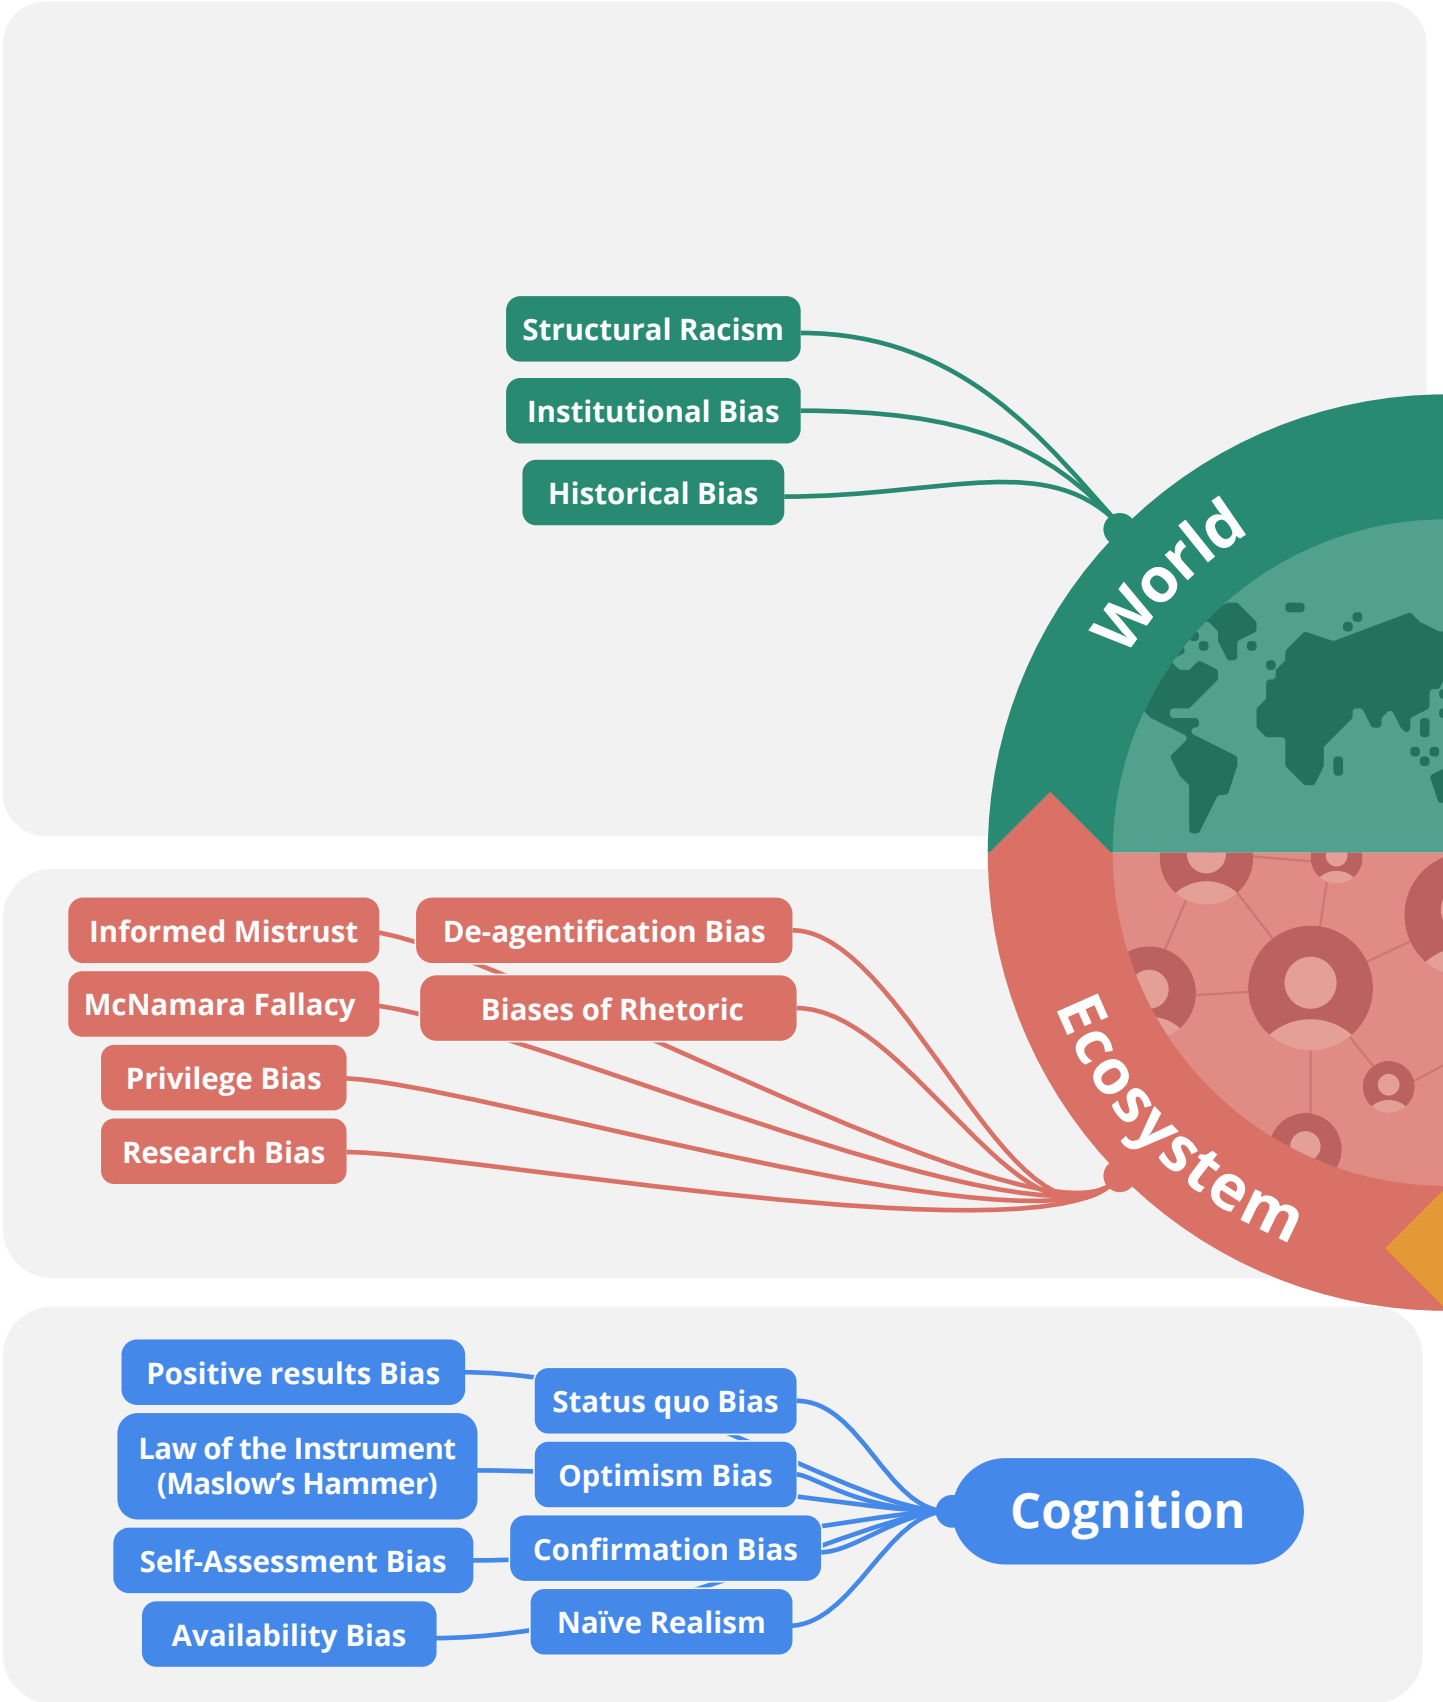 Structural Racism
Institutional Bias
Historical Bias
World
Informed Mistrust
De-agentification Bias
McNamara Fallacy
Biases of Rhetoric
Privilege Bias
Research Bias
Ecosystem
Positive results Bias
Status quo Bias
Law of the Instrument
(Maslow’s Hammer)
Optimism Bias
Self-Assessment Bias
Confirmation Bias
Availability Bias
Naïve Realism
Cognition